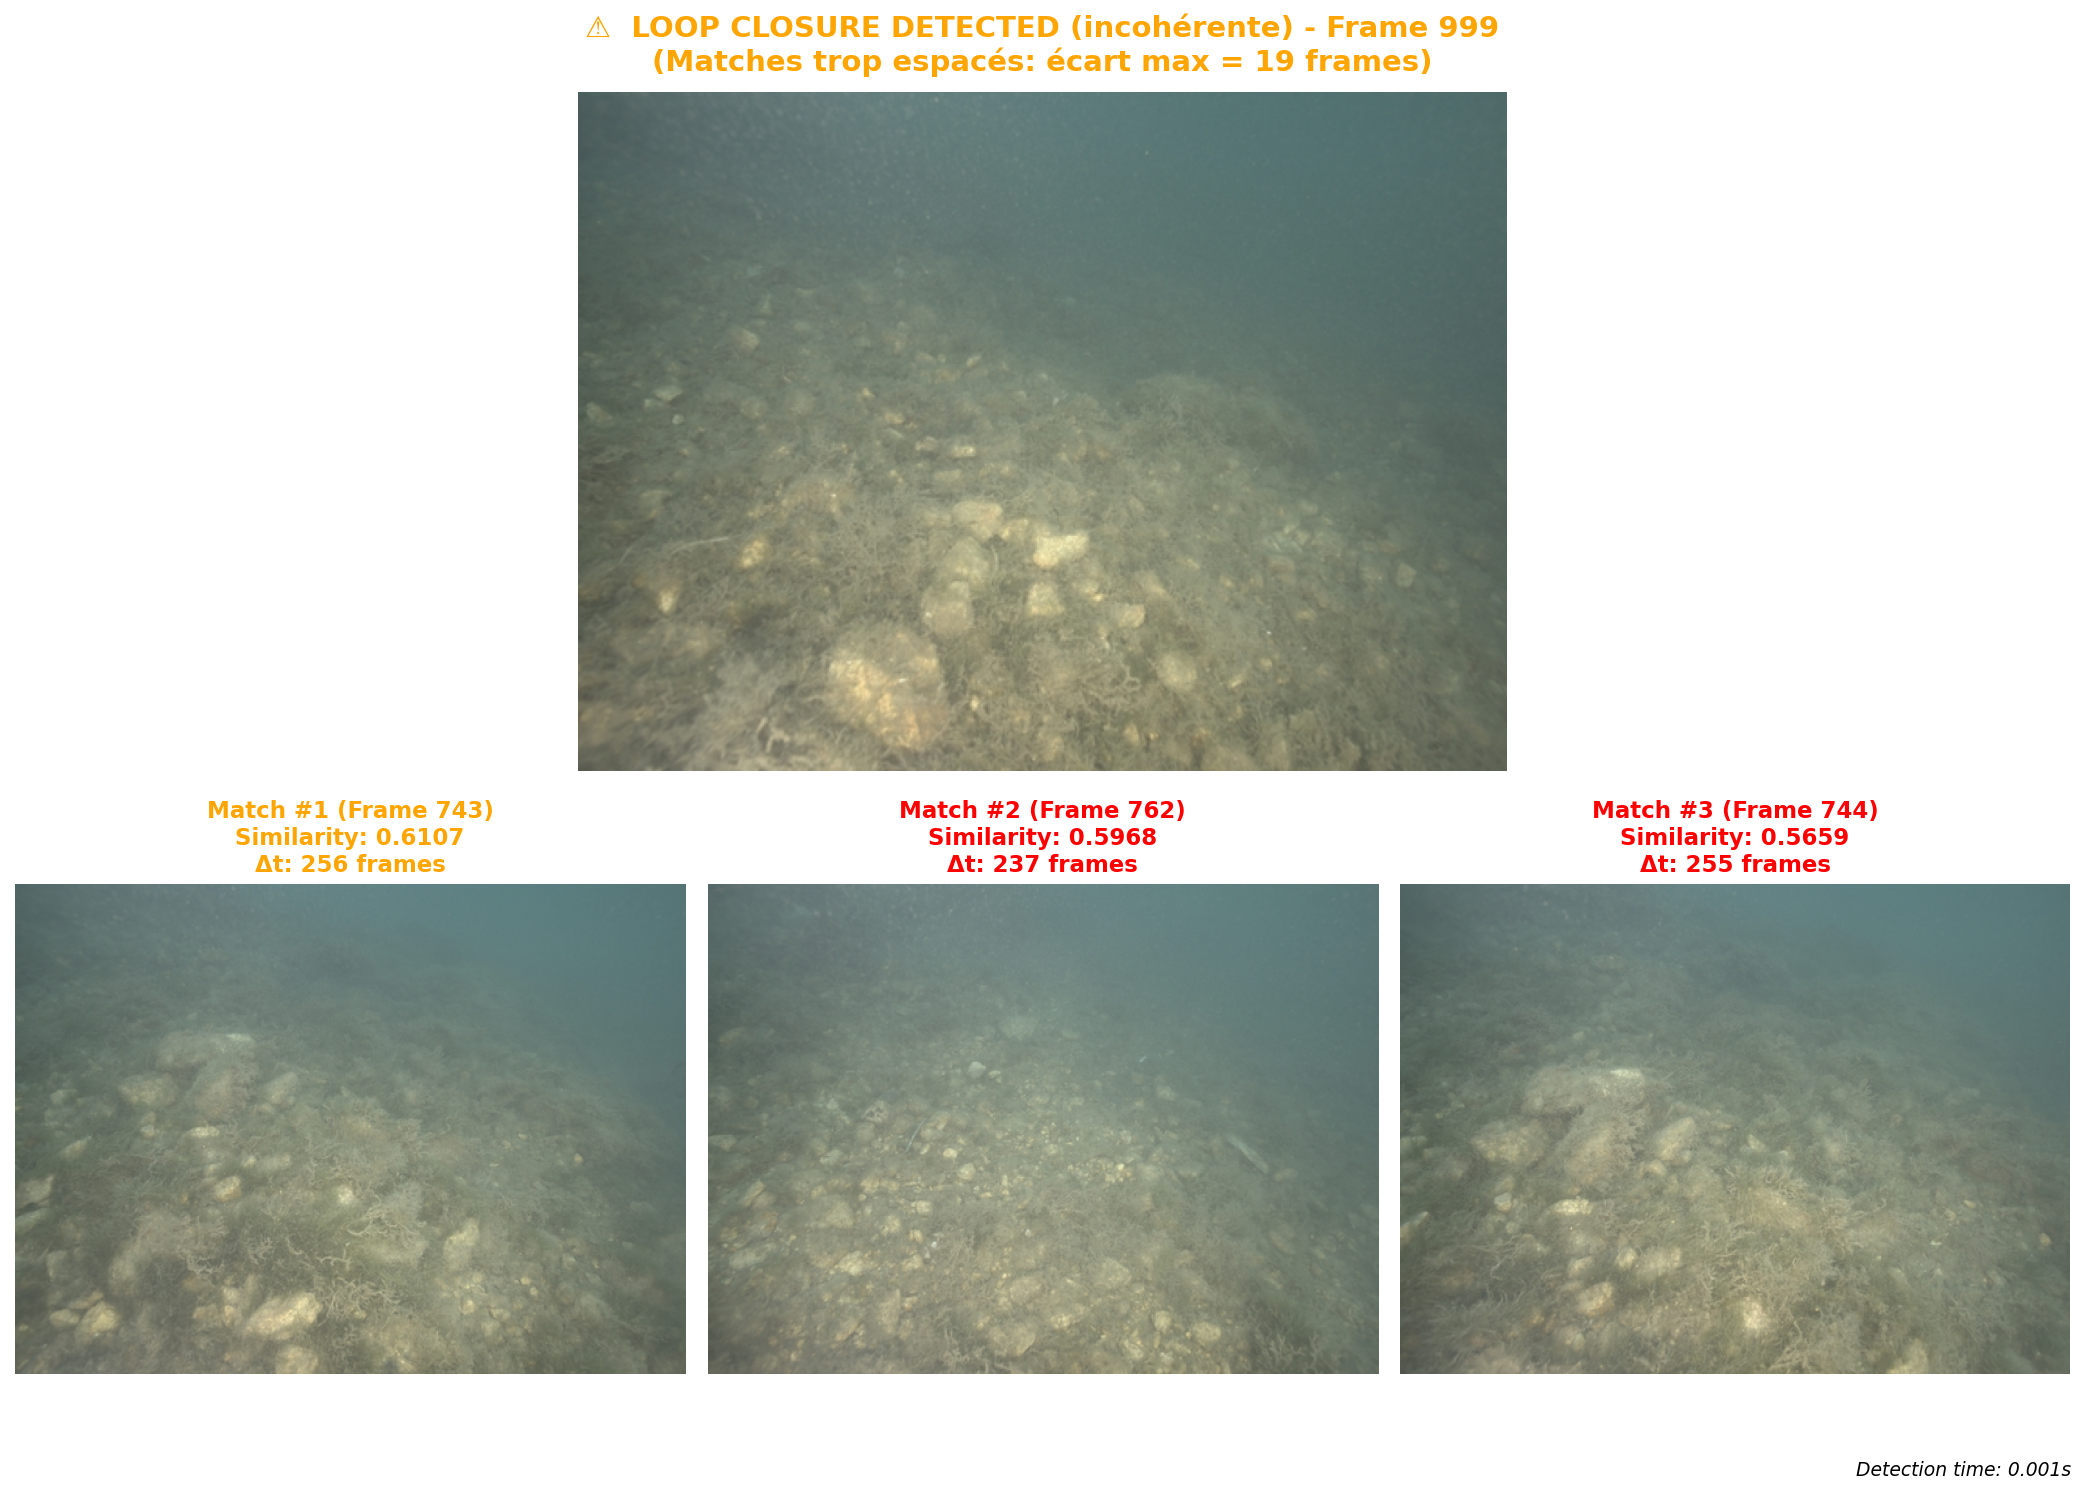 ⚠ LOOP CLOSURE DETECTED (incohérente) - Frame 999
(Matches trop espacés: écart max = 19 frames)
Match #1 (Frame 743)
Similarity: 0.6107
Δt: 256 frames
Match #2 (Frame 762)
Similarity: 0.5968
Δt: 237 frames
Match #3 (Frame 744)
Similarity: 0.5659
Δt: 255 frames
Detection time: 0.001s